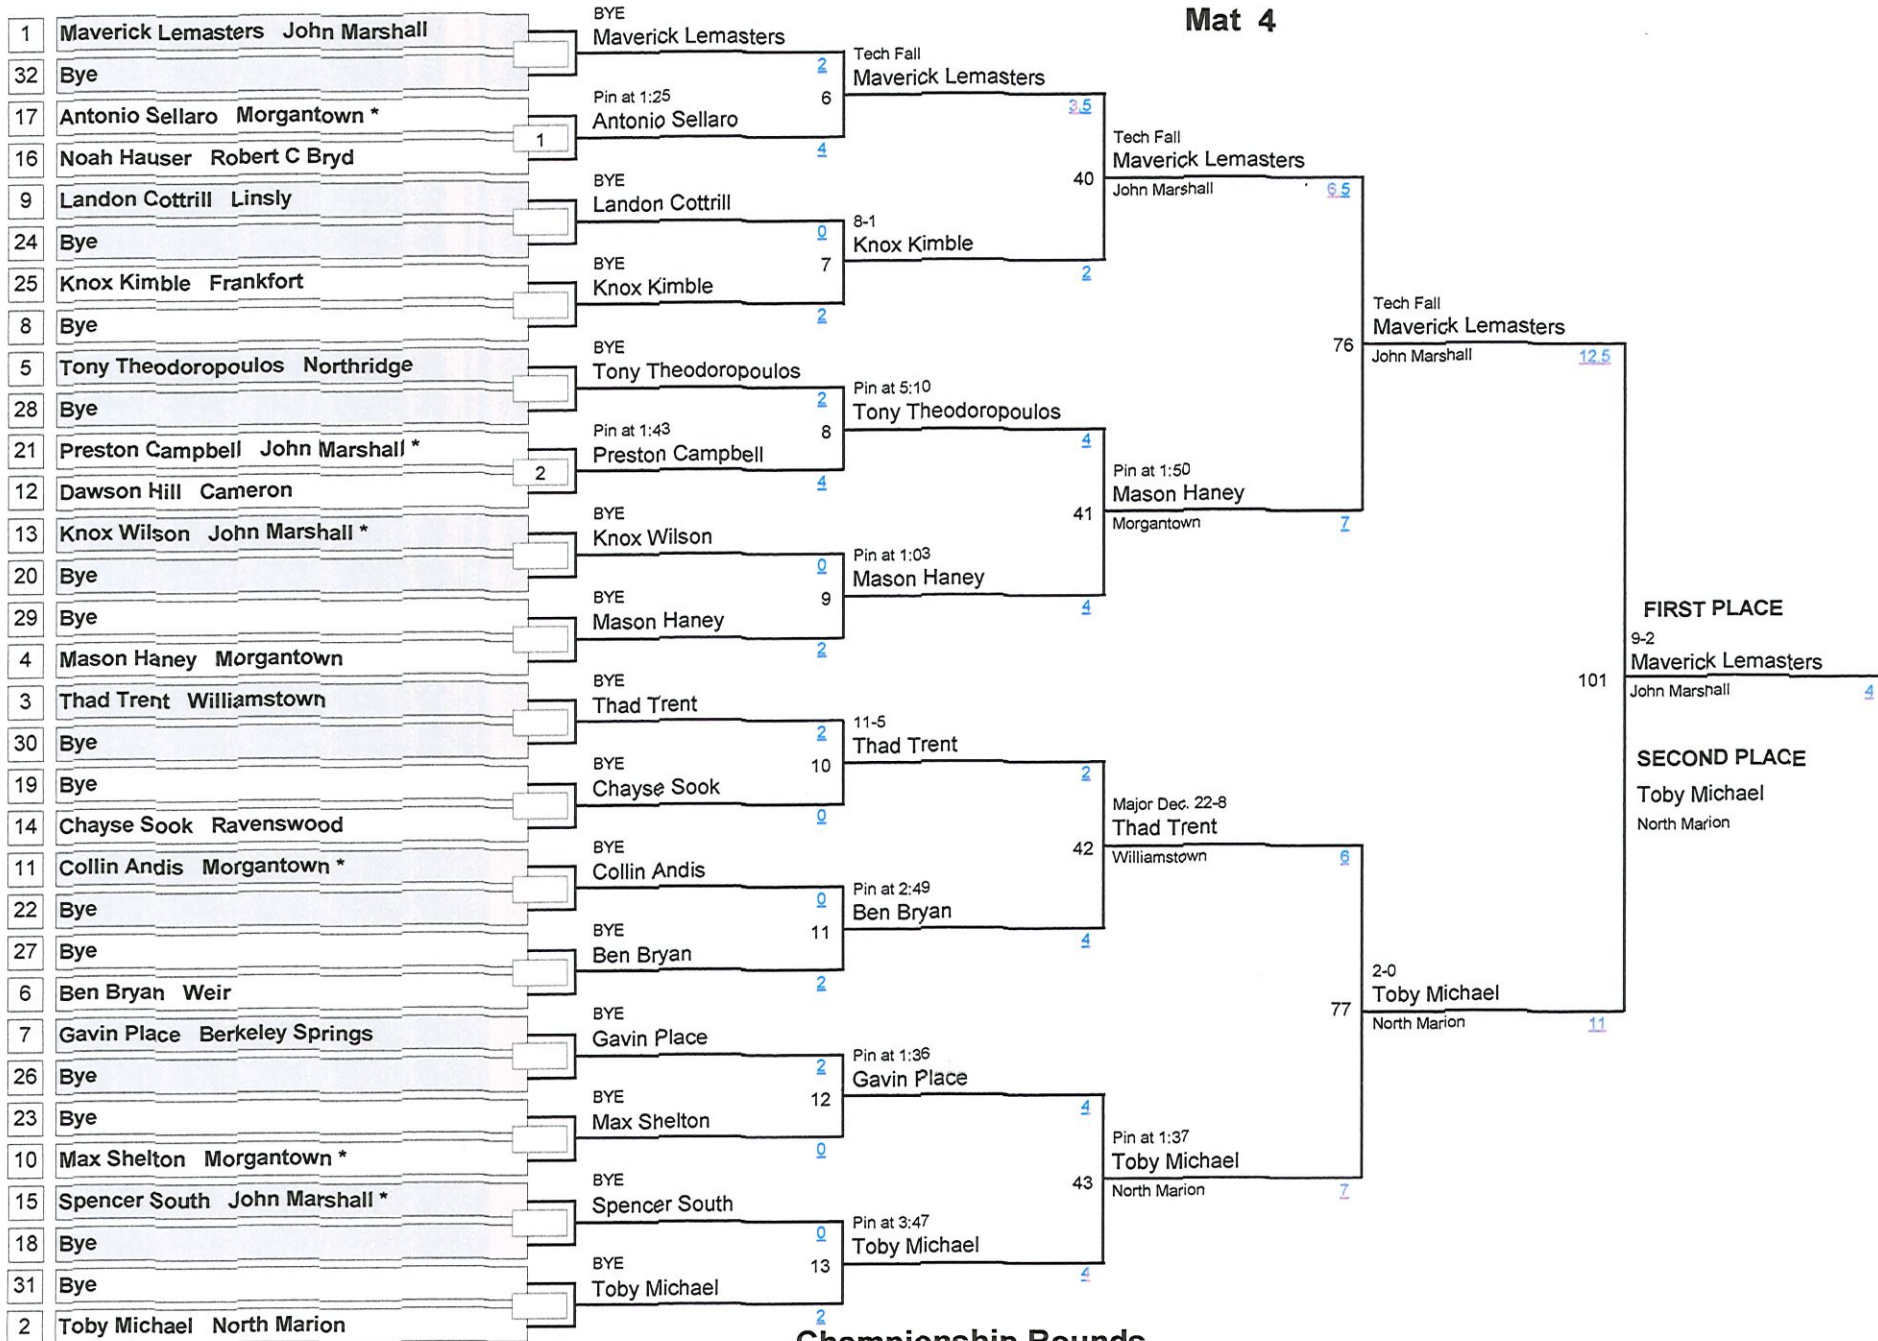 Mat 4
1 Maverick Lemasters John Marshall
32 Bye
17 Antonio Sellaro Morgantown *
16 Noah Hauser Robert C Bryd
9 Landon Cottrill Linsly
24 Bye
25 Knox Kimble Frankfort
8 Bye
5 Tony Theodoropoulos Northridge
28 Bye
21 Preston Campbell John Marshall *
12 Dawson Hill Cameron
13 Knox Wilson John Marshall *
20 Bye
29 Bye
4 Mason Haney Morgantown
3 Thad Trent Williamstown
30 Bye
19 Bye
14 Chayse Sook Ravenswood
11 Collin Andis Morgantown *
22 Bye
27 Bye
6 Ben Bryan Weir
7 Gavin Place Berkeley Springs
26 Bye
23 Bye
10 Max Shelton Morgantown *
15 Spencer South John Marshall *
18 Bye
31 Bye
2 Toby Michael North Marion
1
2
BYE
Maverick Lemasters
2
6
Pin at 1:25
Antonio Sellaro
4
BYE
Landon Cottrill
0
7
BYE
Knox Kimble
2
BYE
Tony Theodoropoulos
2
8
Pin at 1:43
Preston Campbell
4
BYE
Knox Wilson
0
9
BYE
Mason Haney
2
BYE
Thad Trent
2
10
BYE
Chayse Sook
0
BYE
Collin Andis
0
11
BYE
Ben Bryan
2
BYE
Gavin Place
2
12
BYE
Max Shelton
0
BYE
Spencer South
0
13
BYE
Toby Michael
2
Tech Fall
Maverick Lemasters
3.5
40
8-1
Knox Kimble
2
Pin at 5:10
Tony Theodoropoulos
4
41
Pin at 1:03
Mason Haney
4
11-5
Thad Trent
2
42
Pin at 2:49
Ben Bryan
4
Pin at 1:36
Gavin Place
4
43
Pin at 3:47
Toby Michael
4
Tech Fall
Maverick Lemasters
John Marshall 6.5
76
Pin at 1:50
Mason Haney
Morgantown 7
Major Dec. 22-8
Thad Trent
Williamstown 6
77
Pin at 1:37
Toby Michael
North Marion 7
Tech Fall
Maverick Lemasters
John Marshall 12.5
101
2-0
Toby Michael
North Marion 11
FIRST PLACE
9-2
Maverick Lemasters
John Marshall 4
SECOND PLACE
Toby Michael
North Marion
Championship Rounds